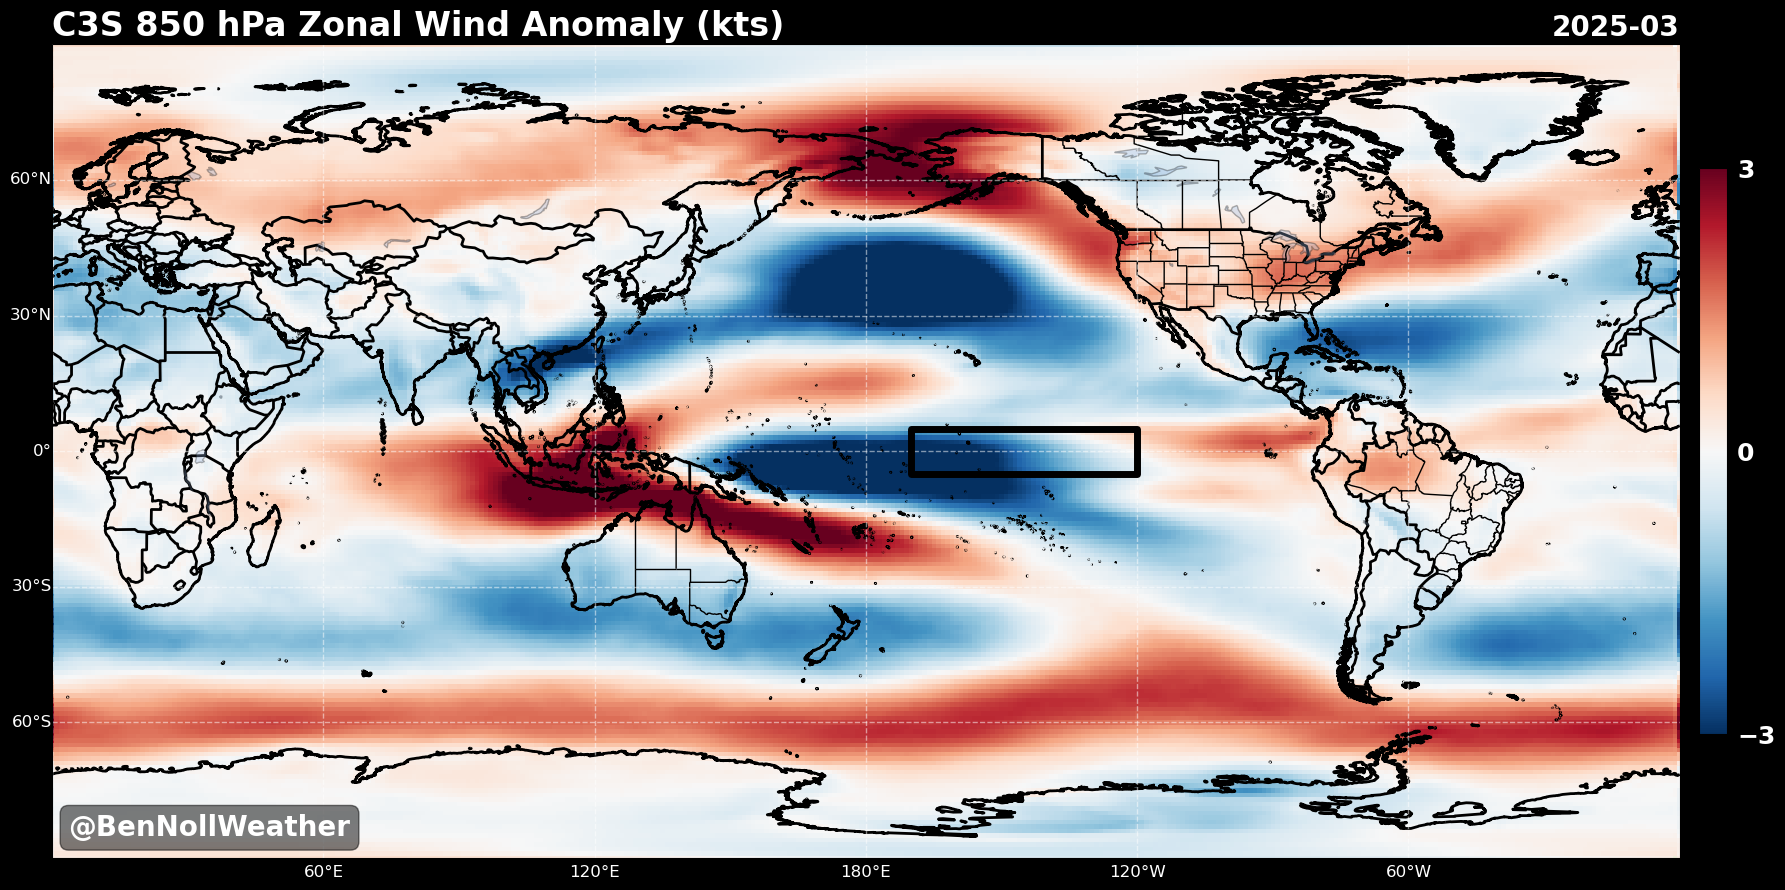 C3S 850 hPa Zonal Wind Anomaly (kts)
2025-03
60°N
30°N
0°
30°S
60°S
60°E
120°E
180°E
120°W
60°W
3
0
−3
@BenNollWeather